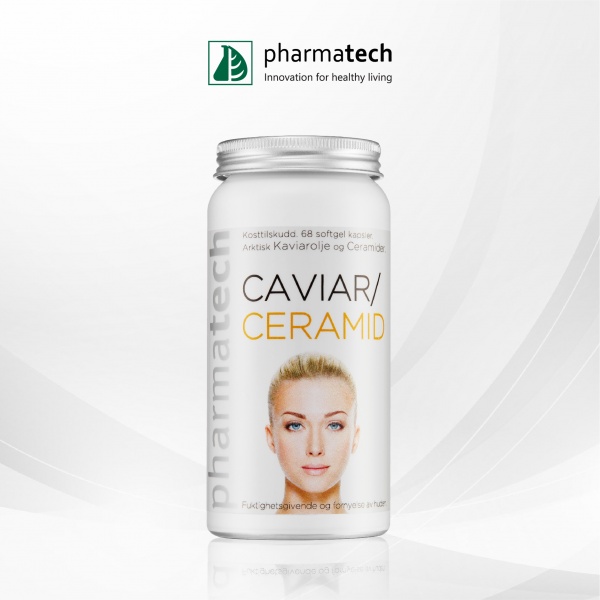 pharmatech
Innovation for healthy living
Kosttilskudd. 68 softgel kapsler.
Arktisk Kaviarolje og Ceramider.
CAVIAR/
CERAMID
pharmatech
Fuktighetsgivende og fornyelse av huden